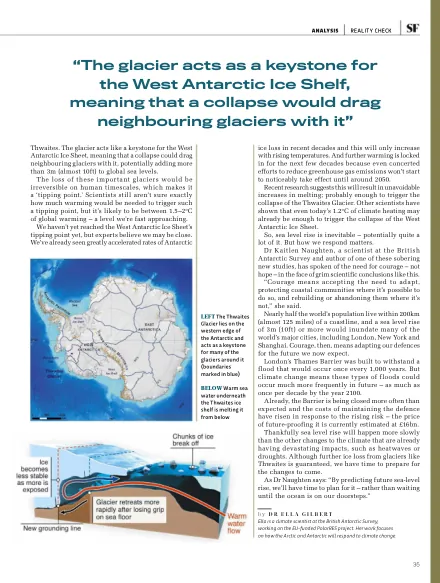 ANALYSIS | REALITY CHECK | SF
“The glacier acts as a keystone for
the West Antarctic Ice Shelf,
meaning that a collapse would drag
neighbouring glaciers with it”
Thwaites. The glacier acts like a keystone for the West
Antarctic Ice Sheet, meaning that a collapse could drag
neighbouring glaciers with it, potentially adding more
than 3m (almost 10ft) to global sea levels.
The loss of these important glaciers would be
irreversible on human timescales, which makes it
a ‘tipping point.’ Scientists still aren't sure exactly
how much warming would be needed to trigger such
a tipping point, but it's likely to be between 1.5–2°C
of global warming – a level we're fast approaching.
We haven't yet reached the West Antarctic Ice Sheet's
tipping point yet, but experts believe we may be close.
We've already seen greatly accelerated rates of Antarctic
EAST
ANTARCTICA
WEST
LEFT The Thwaites
Glacier lies on the
western edge of
the Antarctic and
acts as a keystone
for many of the
glaciers around it
(boundaries
marked in blue)
BELOW Warm sea
water underneath
the Thwaites ice
shelf is melting it
from below
Chunks of ice
break off
Ice
becomes
less stable
as more is
exposed
Glacier retreats more
rapidly after losing grip
on sea floor
Warm
water
flow
New grounding line
ice loss in recent decades and this will only increase
with rising temperatures. And further warming is locked
in for the next few decades because even concerted
efforts to reduce greenhouse gas emissions won't start
to noticeably take effect until around 2050.
Recent research suggests this will result in unavoidable
increases in melting; probably enough to trigger the
collapse of the Thwaites Glacier. Other scientists have
shown that even today's 1.2°C of climate heating may
already be enough to trigger the collapse of the West
Antarctic Ice Sheet.
So, sea level rise is inevitable – potentially quite a
lot of it. But how we respond matters.
Dr Kaitlen Naughten, a scientist at the British
Antarctic Survey and author of one of these sobering
new studies, has spoken of the need for courage – not
hope – in the face of grim scientific conclusions like this.
“Courage means accepting the need to adapt,
protecting coastal communities where it's possible to
do so, and rebuilding or abandoning them where it's
not,” she said.
Nearly half the world's population live within 200km
(almost 125 miles) of a coastline, and a sea level rise
of 3m (10ft) or more would inundate many of the
world's major cities, including London, New York and
Shanghai. Courage, then, means adapting our defences
for the future we now expect.
London's Thames Barrier was built to withstand a
flood that would occur once every 1,000 years. But
climate change means those types of floods could
occur much more frequently in future – as much as
once per decade by the year 2100.
Already, the Barrier is being closed more often than
expected and the costs of maintaining the defence
have risen in response to the rising risk – the price
of future-proofing it is currently estimated at £16bn.
Thankfully sea level rise will happen more slowly
than the other changes to the climate that are already
having devastating impacts, such as heatwaves or
droughts. Although further ice loss from glaciers like
Thwaites is guaranteed, we have time to prepare for
the changes to come.
As Dr Naughten says: “By predicting future sea-level
rise, we'll have time to plan for it – rather than waiting
until the ocean is on our doorsteps.”
by DR ELLA GILBERT
Ella is a climate scientist at the British Antarctic Survey,
working on the EU-funded PolarRES project. Her work focuses
on how the Arctic and Antarctic will respond to climate change
95